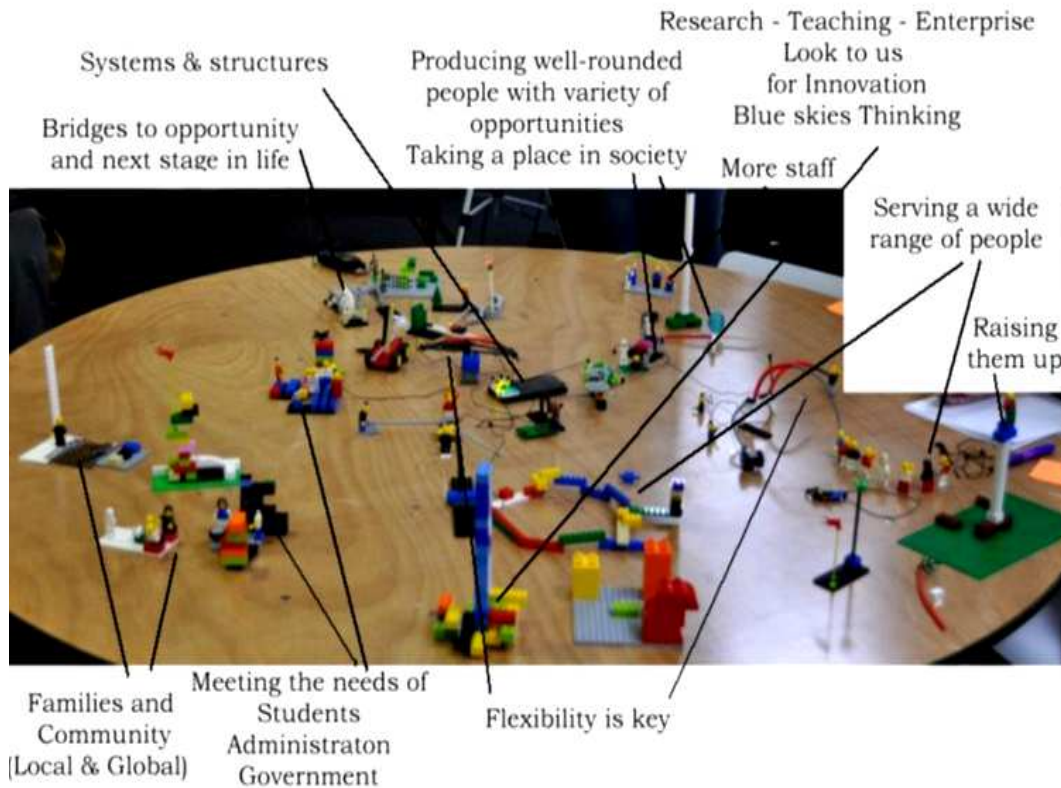 Research - Teaching - Enterprise
Look to us
for Innovation
Blue skies Thinking
Systems & structures
Producing well-rounded
people with variety of
opportunities
Taking a place in society
Bridges to opportunity
and next stage in life
More staff
Serving a wide
range of people
Raising
them up
Families and
Community
(Local & Global)
Meeting the needs of
Students
Administraton
Government
Flexibility is key